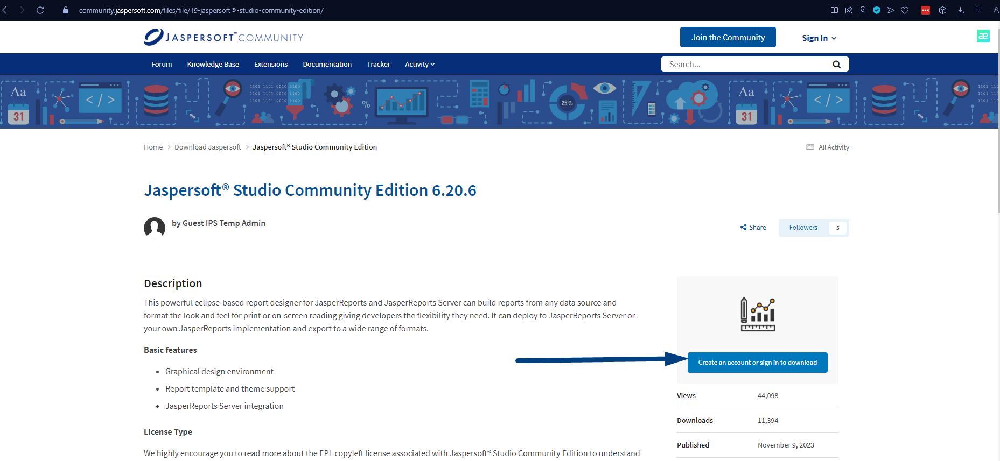 community.jaspersoft.com/files/file/19-jaspersoft®-studio-community-edition/
JASPERSOFT™COMMUNITY
Join the Community
Sign In
æ
Forum Knowledge Base Extensions Documentation Tracker Activity
Search...
Aa
31
</>
%
1101 1101 0010 1100
1101 1101 0010 1100
1101 1101 0010 1100
%
25%
Aa
31
</>
%
1101 11
1101 11
1101 11
Home > Download Jaspersoft > Jaspersoft® Studio Community Edition
All Activity
Jaspersoft® Studio Community Edition 6.20.6
by Guest IPS Temp Admin
Share
Followers 5
Description
This powerful eclipse-based report designer for JasperReports and JasperReports Server can build reports from any data source and
format the look and feel for print or on-screen reading giving developers the flexibility they need. It can deploy to JasperReports Server or
your own JasperReports implementation and export to a wide range of formats.
Basic features
• Graphical design environment
• Report template and theme support
• JasperReports Server integration
License Type
We highly encourage you to read more about the EPL copyleft license associated with Jaspersoft® Studio Community Edition to understand
Create an account or sign in to download
Views 44,098
Downloads 11,394
Published November 9, 2023